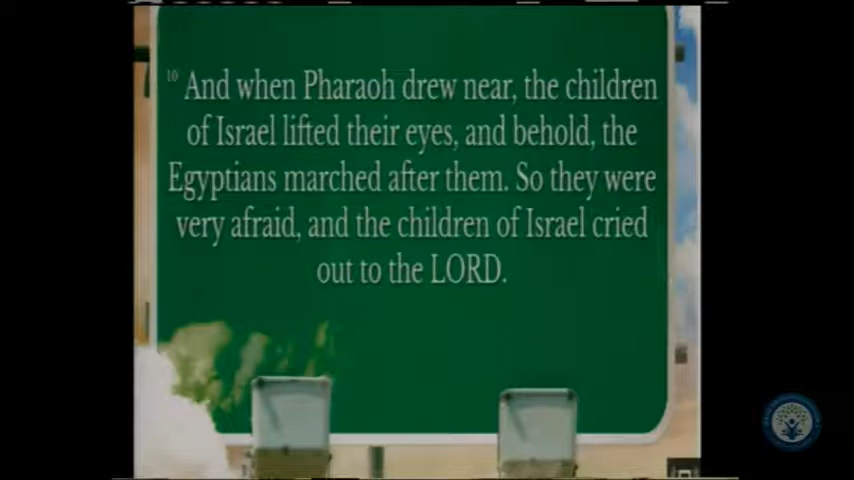 10 And when Pharaoh drew near, the children
of Israel lifted their eyes, and behold, the
Egyptians marched after them. So they were
very afraid, and the children of Israel cried
out to the LORD.